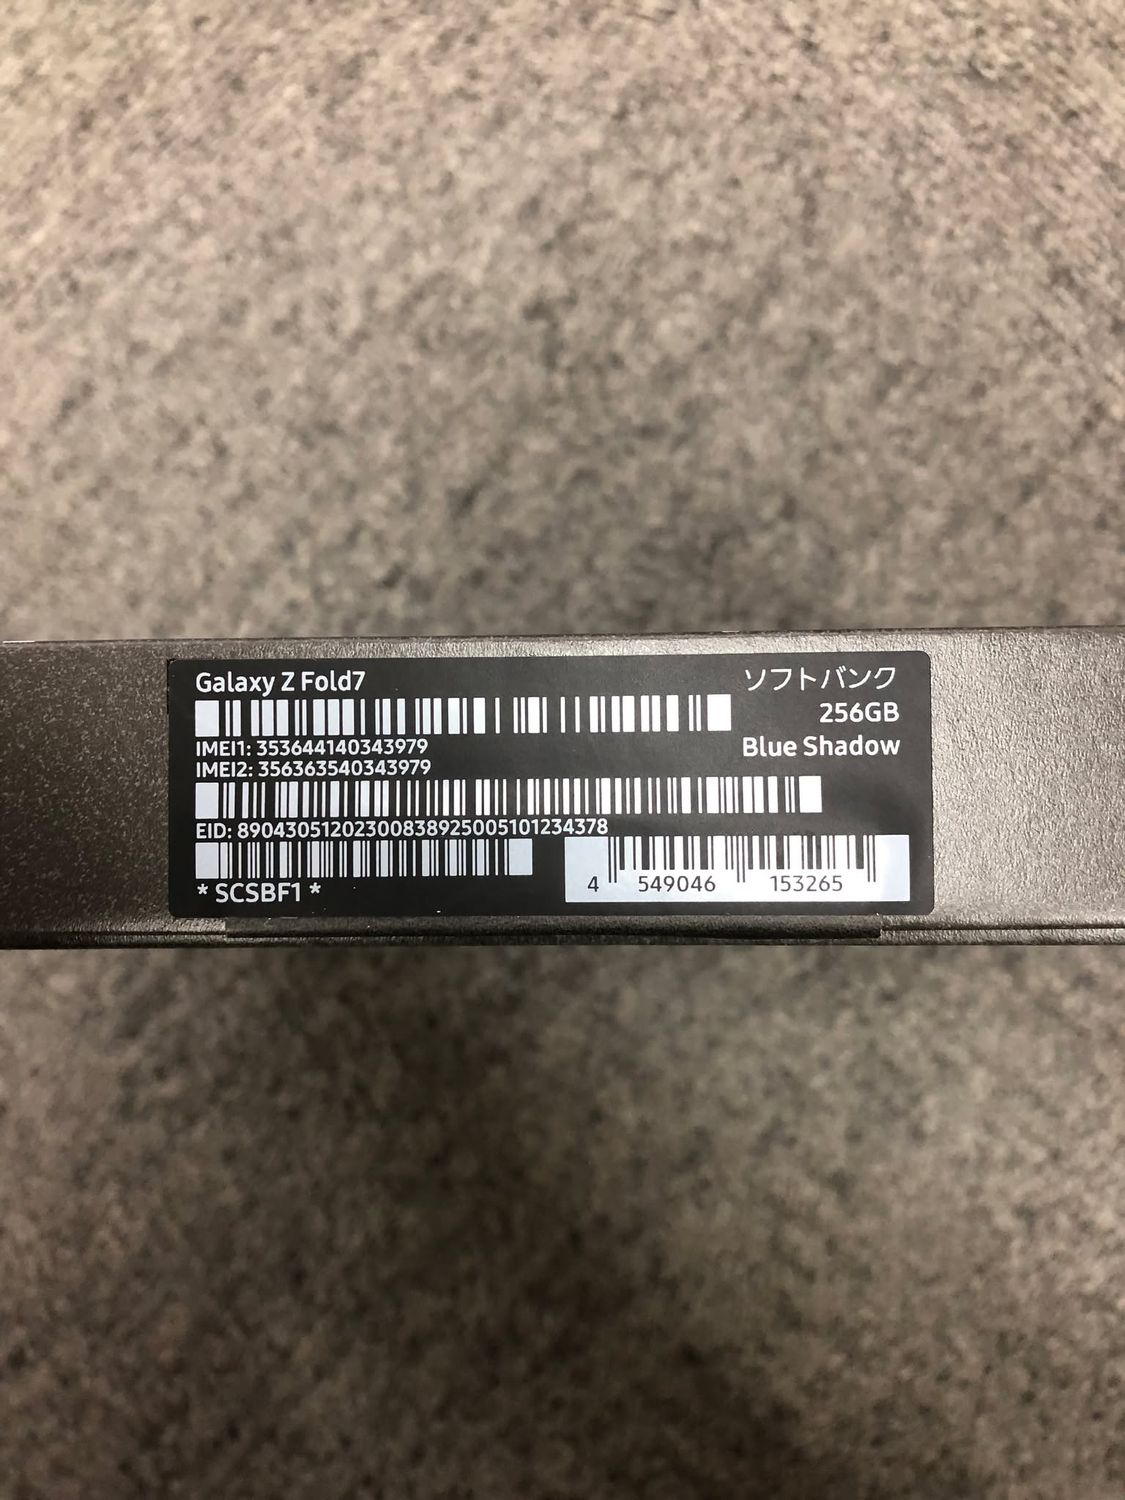 Galaxy Z Fold7
ソフトバンク
256GB
Blue Shadow
IMEI1: 353644140343979
IMEI2: 356363540343979
EID: 89043051202300838925005101234378
* SCSBF1 *
4 549046 153265